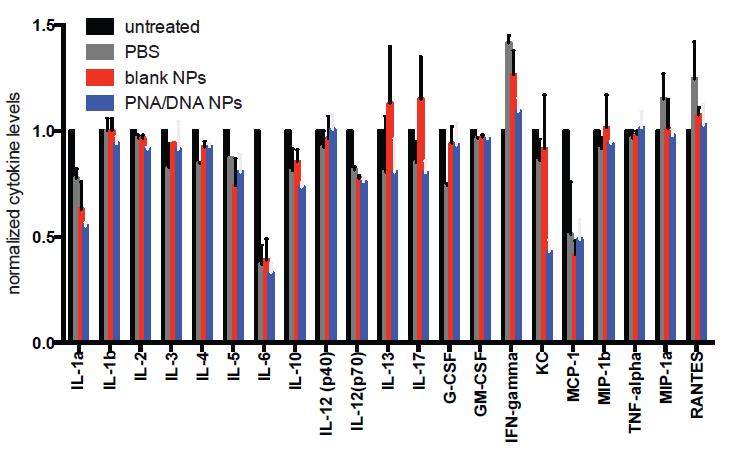 untreated
PBS
blank NPs
PNA/DNA NPs
normalized cytokine levels
1.5
1.0
0.5
0.0
IL-1a
IL-1b
IL-2
IL-3
IL-4
IL-5
IL-6
IL-10
IL-12 (p40)
IL-12(p70)
IL-13
IL-17
G-CSF
GM-CSF
IFN-gamma
KC
MCP-1
MIP-1b
TNF-alpha
MIP-1a
RANTES